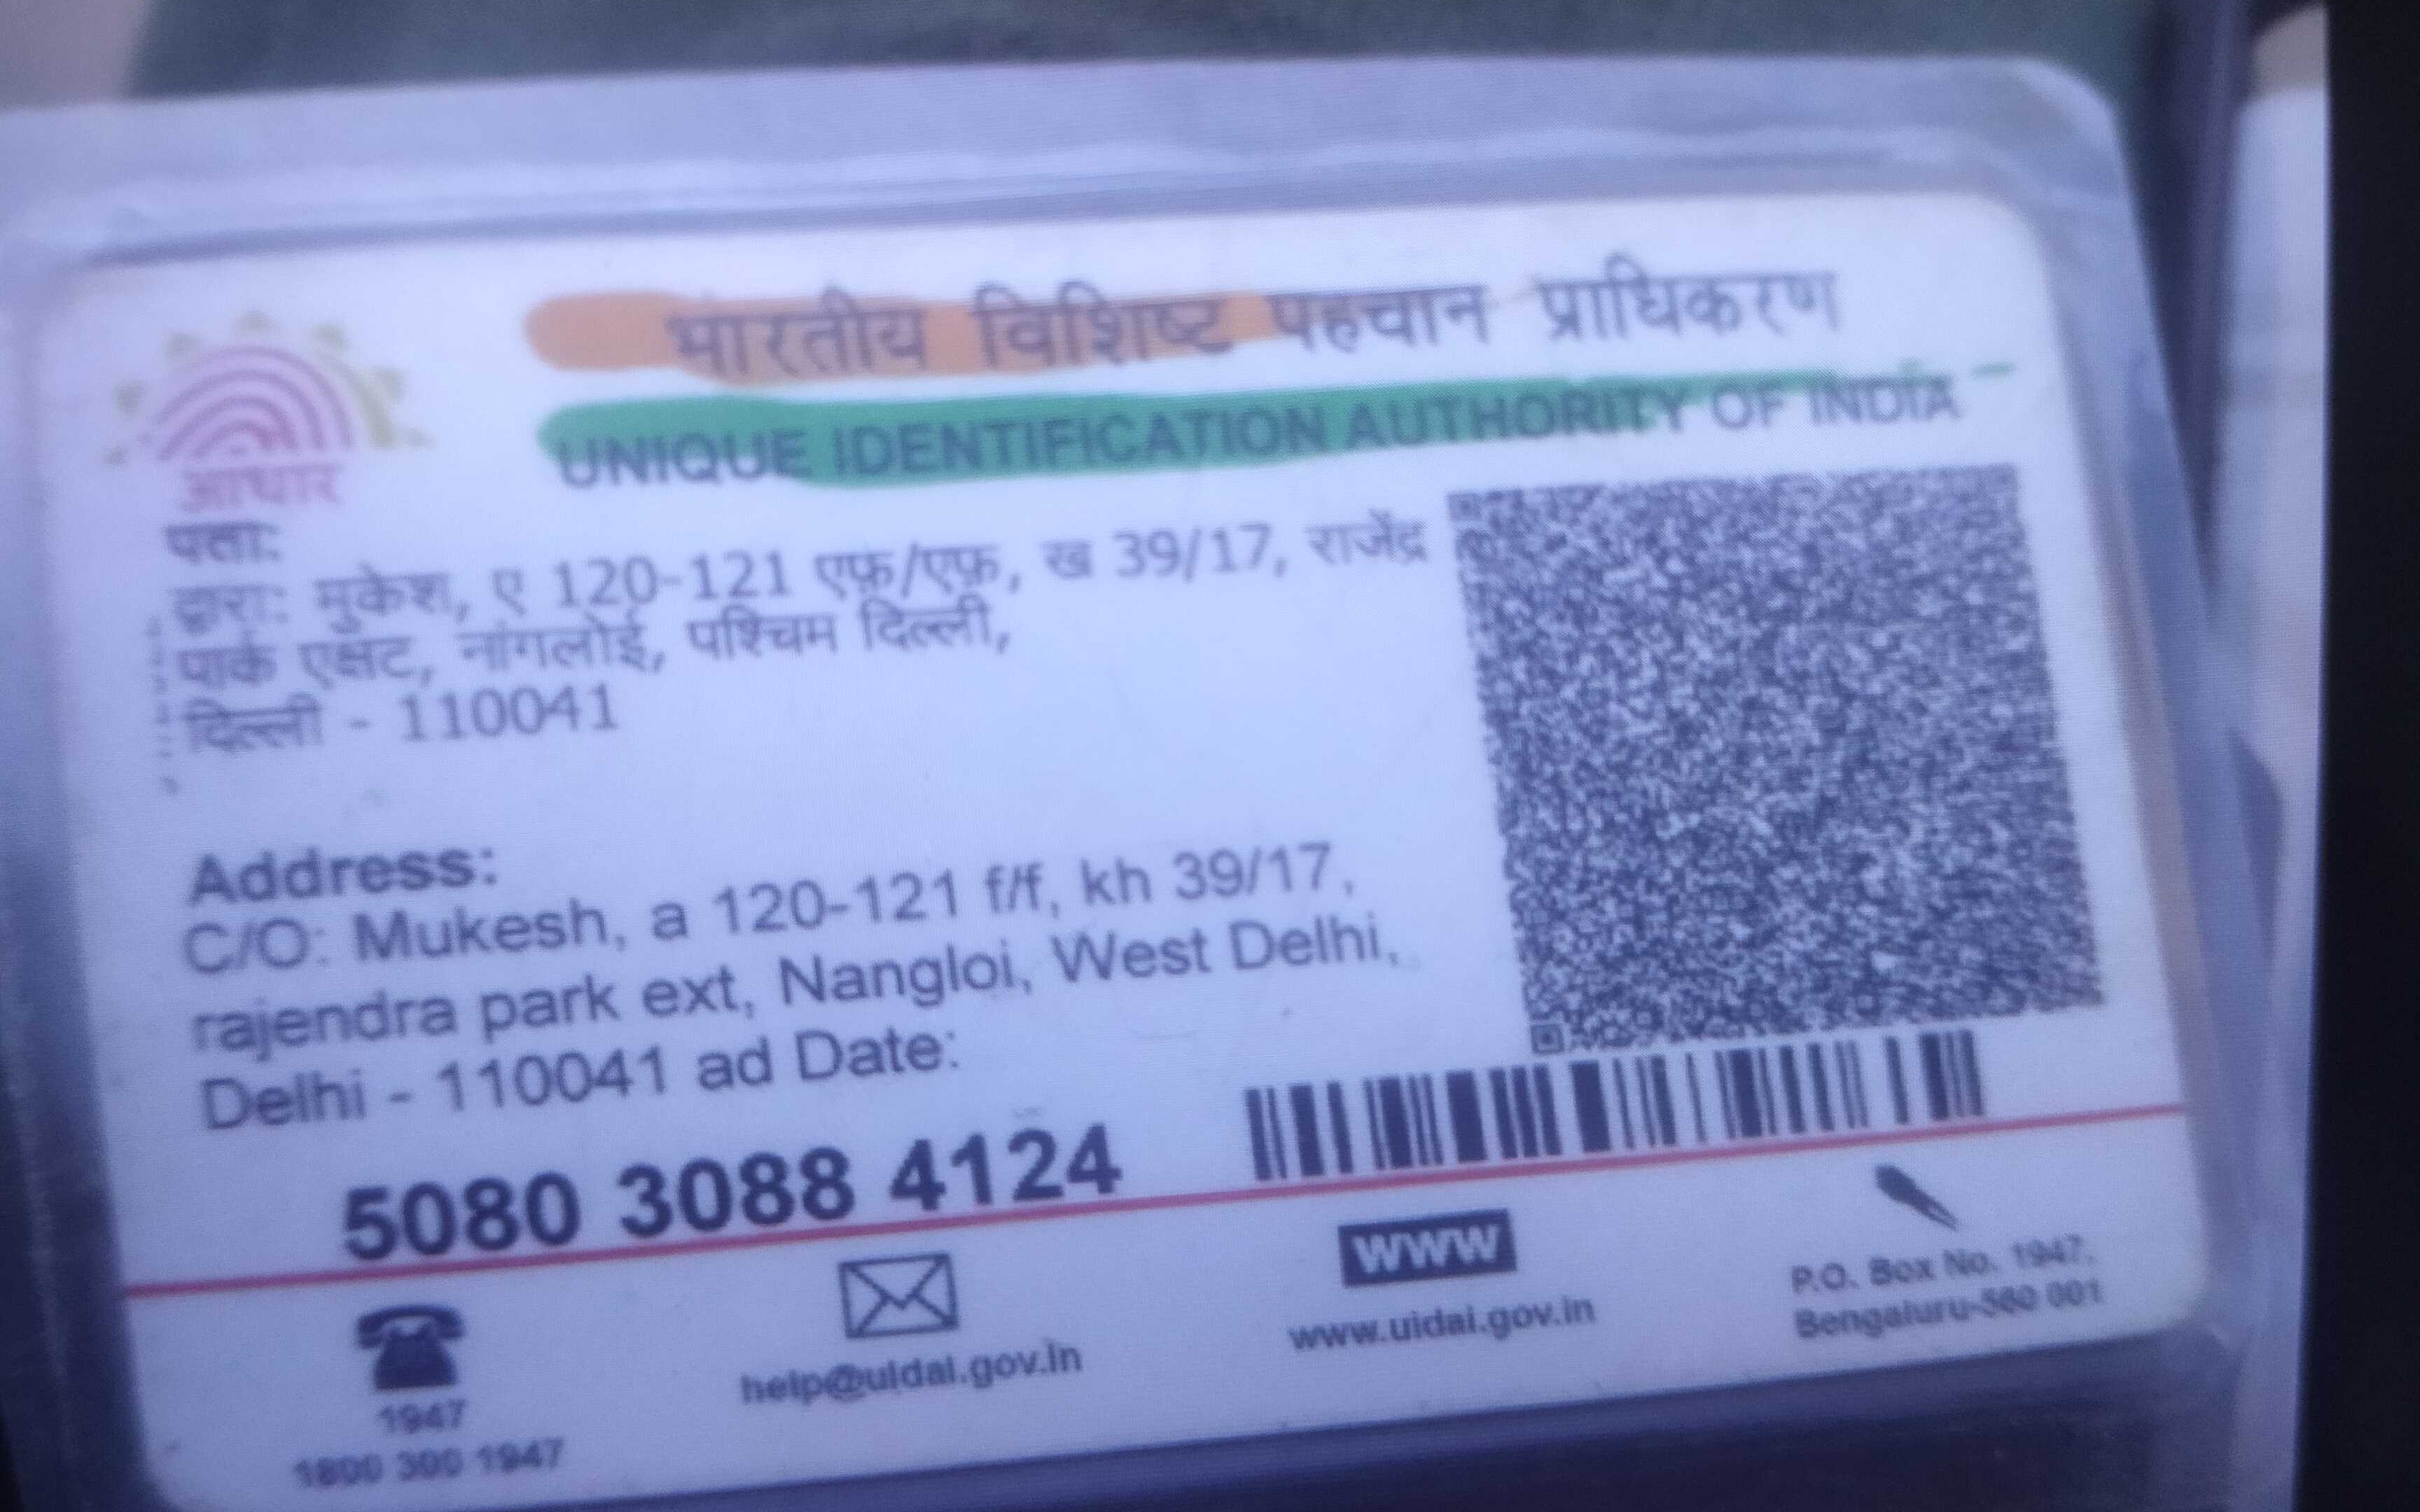 भारतीय विशिष्ट पहचान प्राधिकरण
UNIQUE IDENTIFICATION AUTHORITY OF INDIA
आधार
पता:
द्वारा: मुकेश, ए 120-121 एफ़/एफ़, ख 39/17, राजेंद्र
पार्क एक्षट, नांगलोई, पश्चिम दिल्ली,
दिल्ली - 110041
Address:
C/O: Mukesh, a 120-121 f/f, kh 39/17,
rajendra park ext, Nangloi, West Delhi,
Delhi - 110041 ad Date:
5080 3088 4124
1947
1800 300 1947
help@uidai.gov.in
www
www.uidai.gov.in
P.O. Box No. 1947,
Bengaluru-560 001